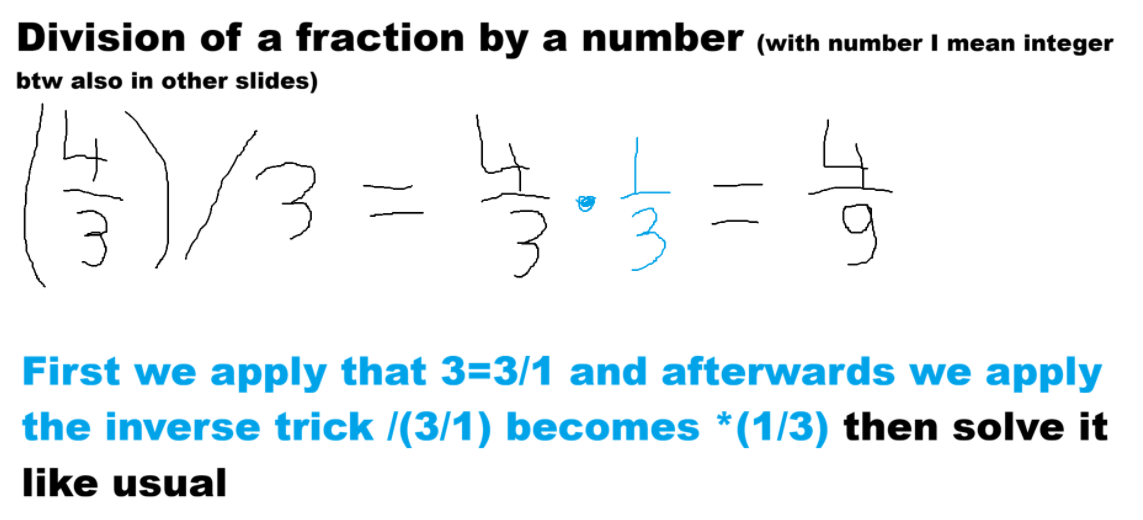 Division of a fraction by a number (with number I mean integer
btw also in other slides)
(4/3)/3 = 4/3 · 1/3 = 4/9
First we apply that 3=3/1 and afterwards we apply
the inverse trick /(3/1) becomes *(1/3) then solve it
like usual